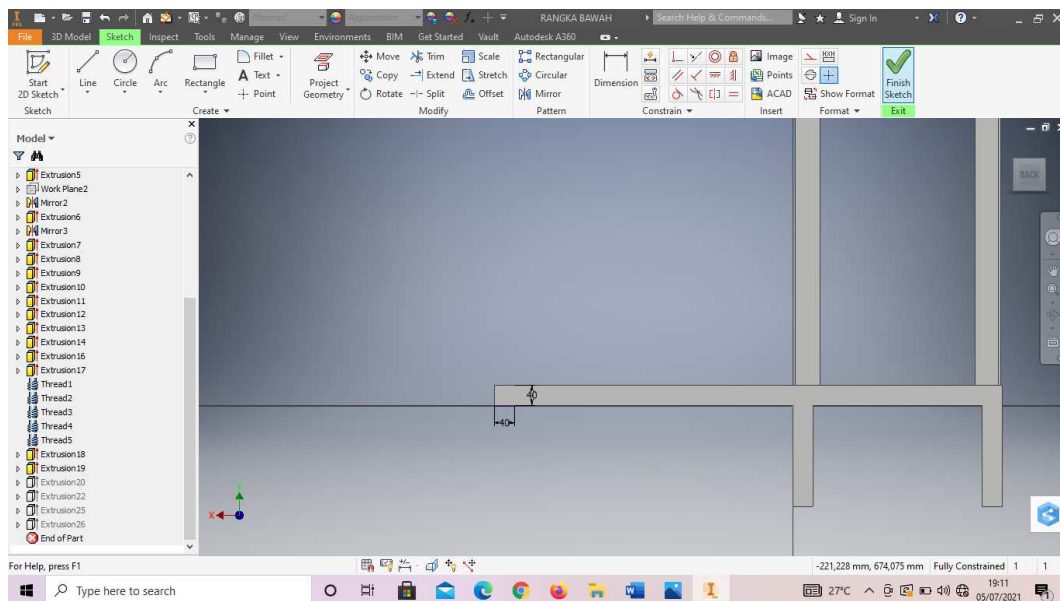 RANGKA BAWAH
Search Help & Commands...
Sign In
File 3D Model Sketch Inspect Tools Manage View Environments BIM Get Started Vault Autodesk A360
Start
2D Sketch
Line
Circle
Arc
Rectangle
Fillet
Text
Point
Project
Geometry
Move Trim Scale
Copy Extend Stretch
Rotate Split Offset
Rectangular
Circular
Mirror
Dimension
Image
Points
ACAD
Show Format
Finish
Sketch
Sketch Create Modify Pattern Constrain Insert Format Exit
Model
BACK
Extrusion5
Work Plane2
Mirror2
Extrusion6
Mirror3
Extrusion7
Extrusion8
Extrusion9
Extrusion10
Extrusion11
Extrusion12
Extrusion13
Extrusion14
Extrusion16
Extrusion17
Thread1
Thread2
Thread3
Thread4
Thread5
Extrusion18
Extrusion19
Extrusion20
Extrusion22
Extrusion25
Extrusion26
End of Part
40
40
For Help, press F1
-221,228 mm, 674,075 mm Fully Constrained 1 1
Type here to search
27°C
19:11
05/07/2021